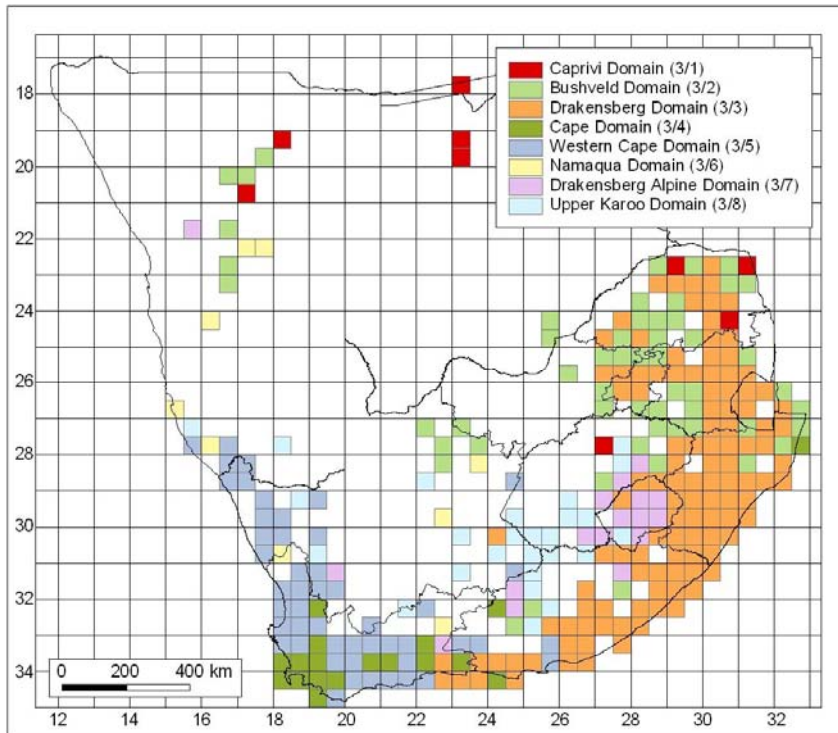 Caprivi Domain (3/1)
Bushveld Domain (3/2)
Drakensberg Domain (3/3)
Cape Domain (3/4)
Western Cape Domain (3/5)
Namaqua Domain (3/6)
Drakensberg Alpine Domain (3/7)
Upper Karoo Domain (3/8)
18
20
22
24
26
28
30
32
34
0 200 400 km
12 14 16 18 20 22 24 26 28 30 32